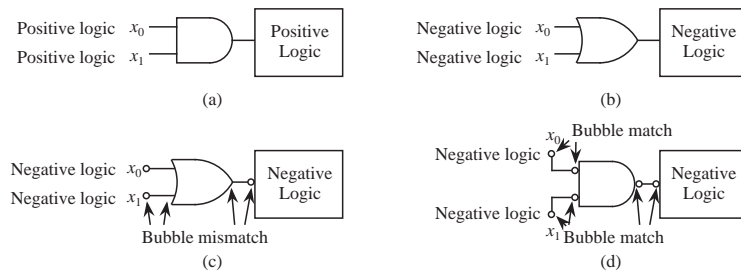 Positive logic x0
Positive logic x1
Positive
Logic
(a)
Negative logic x0
Negative logic x1
Negative
Logic
(b)
Negative logic x0
Negative logic x1
Negative
Logic
Bubble mismatch
(c)
x0 Bubble match
Negative logic
Negative logic
x1 Bubble match
Negative
Logic
(d)